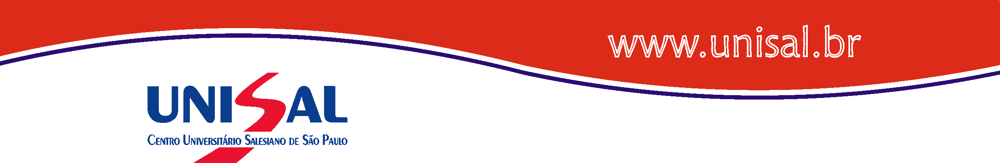 www.unisal.br
UNISAL
CENTRO UNIVERSITÁRIO SALESIANO DE SÃO PAULO